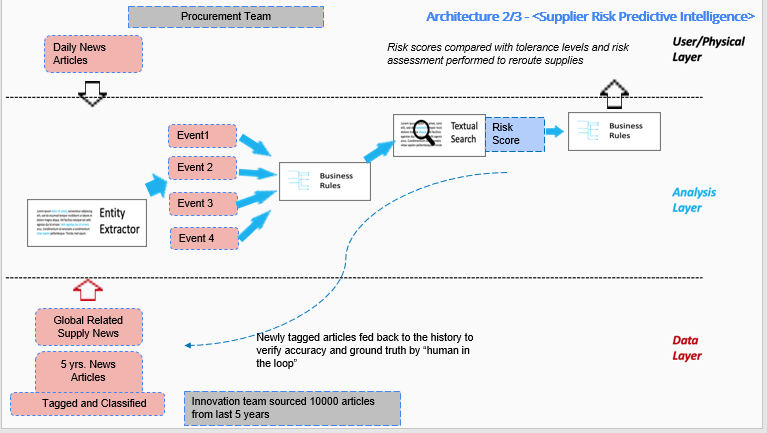 Procurement Team
Architecture 2/3 - <Supplier Risk Predictive Intelligence>
Daily News
Articles
Risk scores compared with tolerance levels and risk
assessment performed to reroute supplies
User/Physical
Layer
Event1
Event 2
Event 3
Event 4
Entity
Extractor
Business
Rules
Textual
Search
Risk
Score
Business
Rules
Analysis
Layer
Global Related
Supply News
5 yrs. News
Articles
Tagged and Classified
Newly tagged articles fed back to the history to
verify accuracy and ground truth by “human in
the loop”
Innovation team sourced 10000 articles
from last 5 years
Data
Layer